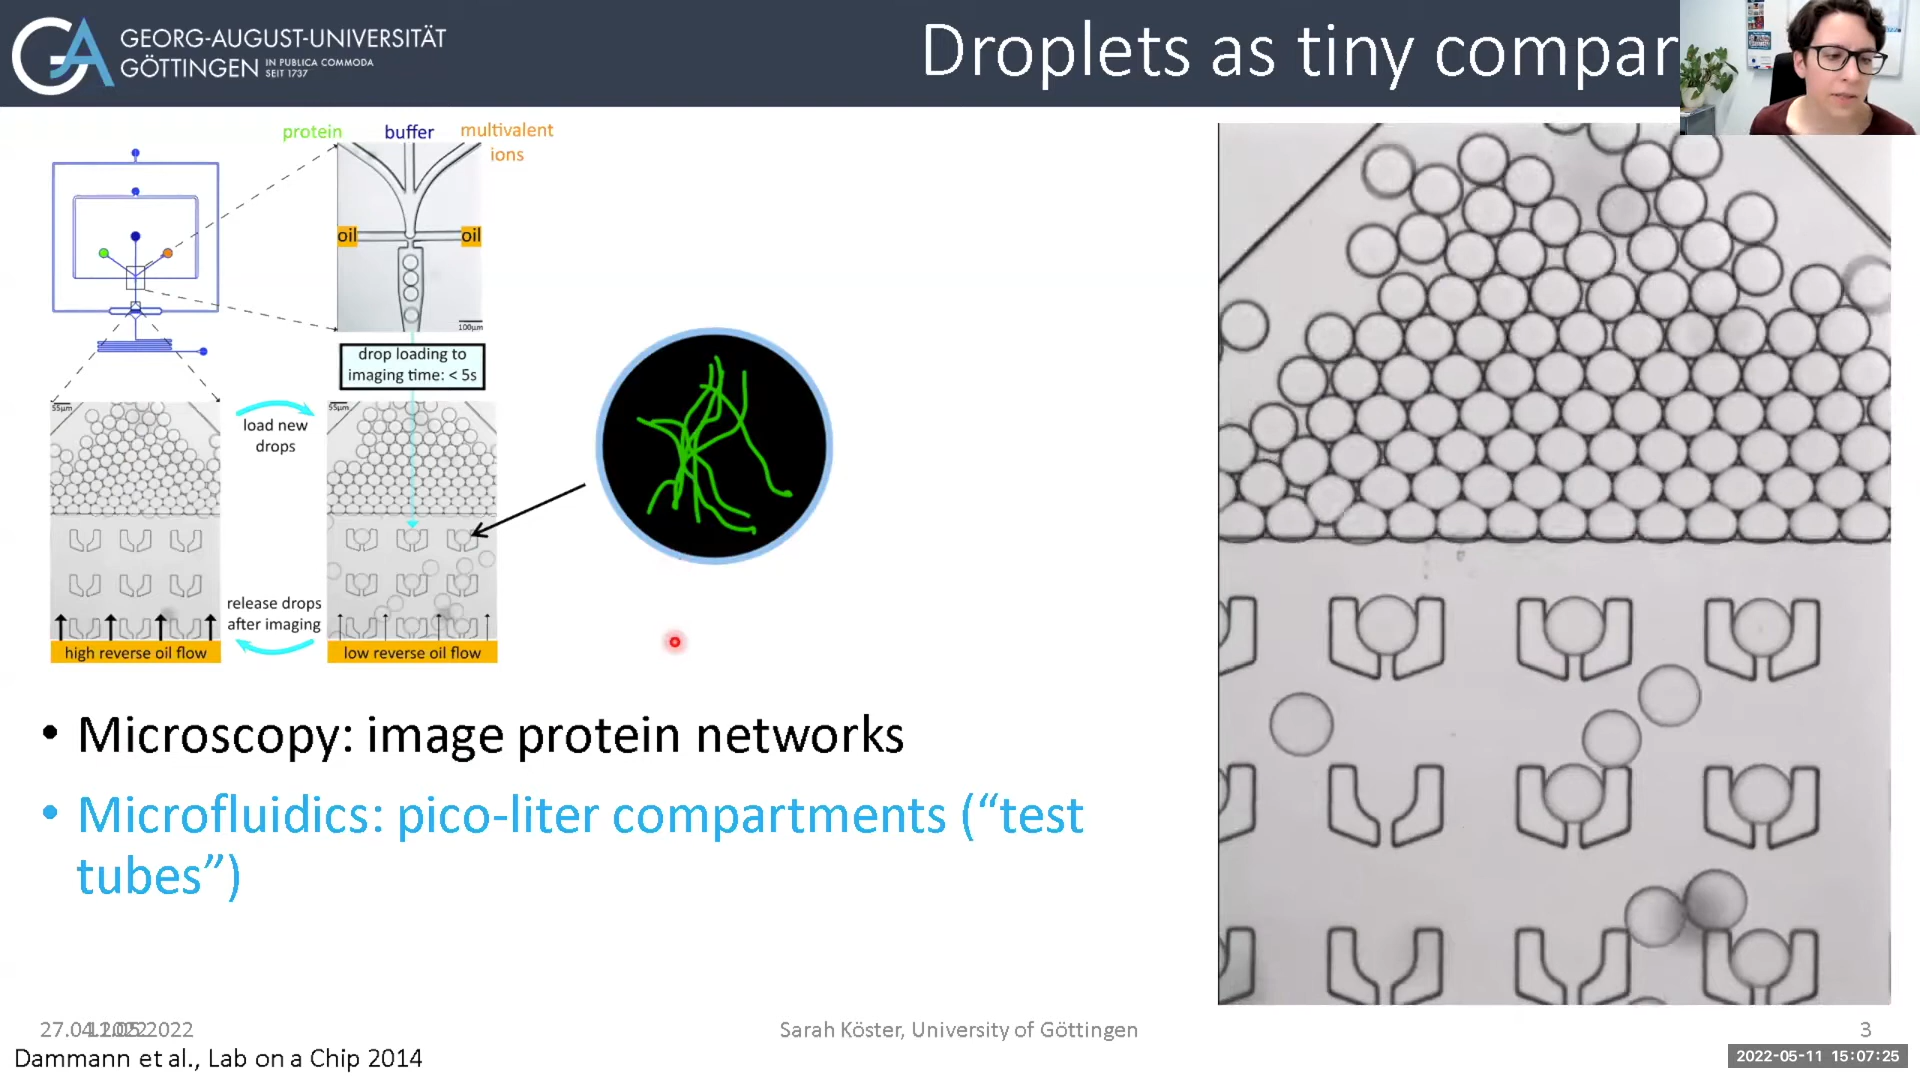 GEORG-AUGUST-UNIVERSITÄT
GÖTTINGEN IN PUBLICA COMMODA
SEIT 1737
Droplets as tiny compar
protein
buffer
multivalent
ions
oil
oil
100µm
drop loading to
imaging time: < 5s
55µm
55µm
load new
drops
release drops
after imaging
high reverse oil flow
low reverse oil flow
• Microscopy: image protein networks
• Microfluidics: pico-liter compartments (“test
tubes”)
Sarah Köster, University of Göttingen
3
Dammann et al., Lab on a Chip 2014
2022-05-11 15:07:25